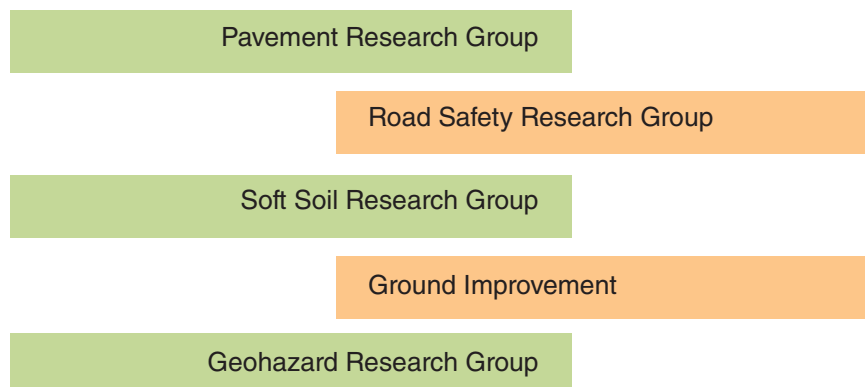 Pavement Research Group
Road Safety Research Group
Soft Soil Research Group
Ground Improvement
Geohazard Research Group